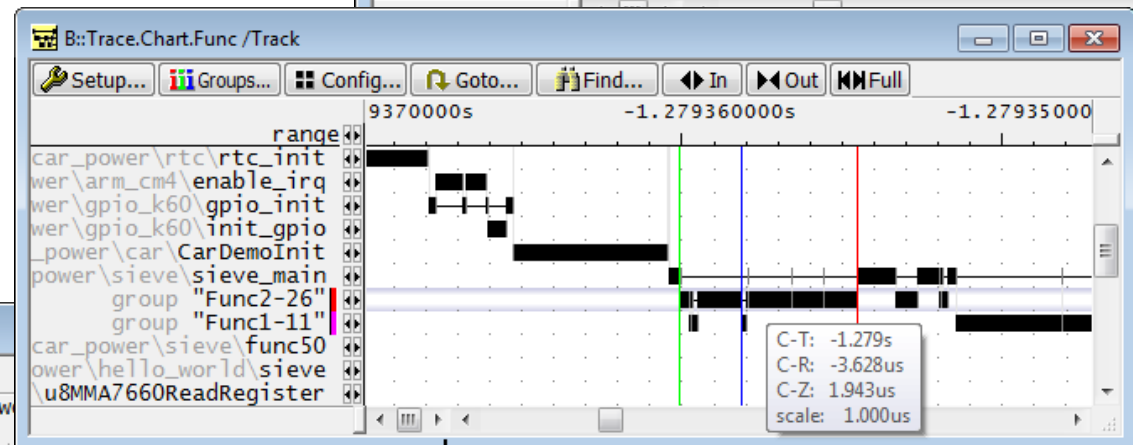 B::Trace.Chart.Func /Track
Setup... Groups... Config... Goto... Find... In Out Full
9370000s -1.279360000s -1.27935000
range
car_power\rtc\rtc_init
wer\arm_cm4\enable_irq
wer\gpio_k60\gpio_init
wer\gpio_k60\init_gpio
_power\car\CarDemoInit
power\sieve\sieve_main
group "Func2-26"
group "Func1-11"
car_power\sieve\func50
ower\hello_world\sieve
\u8MMA7660ReadRegister
C-T: -1.279s
C-R: -3.628us
C-Z: 1.943us
scale: 1.000us